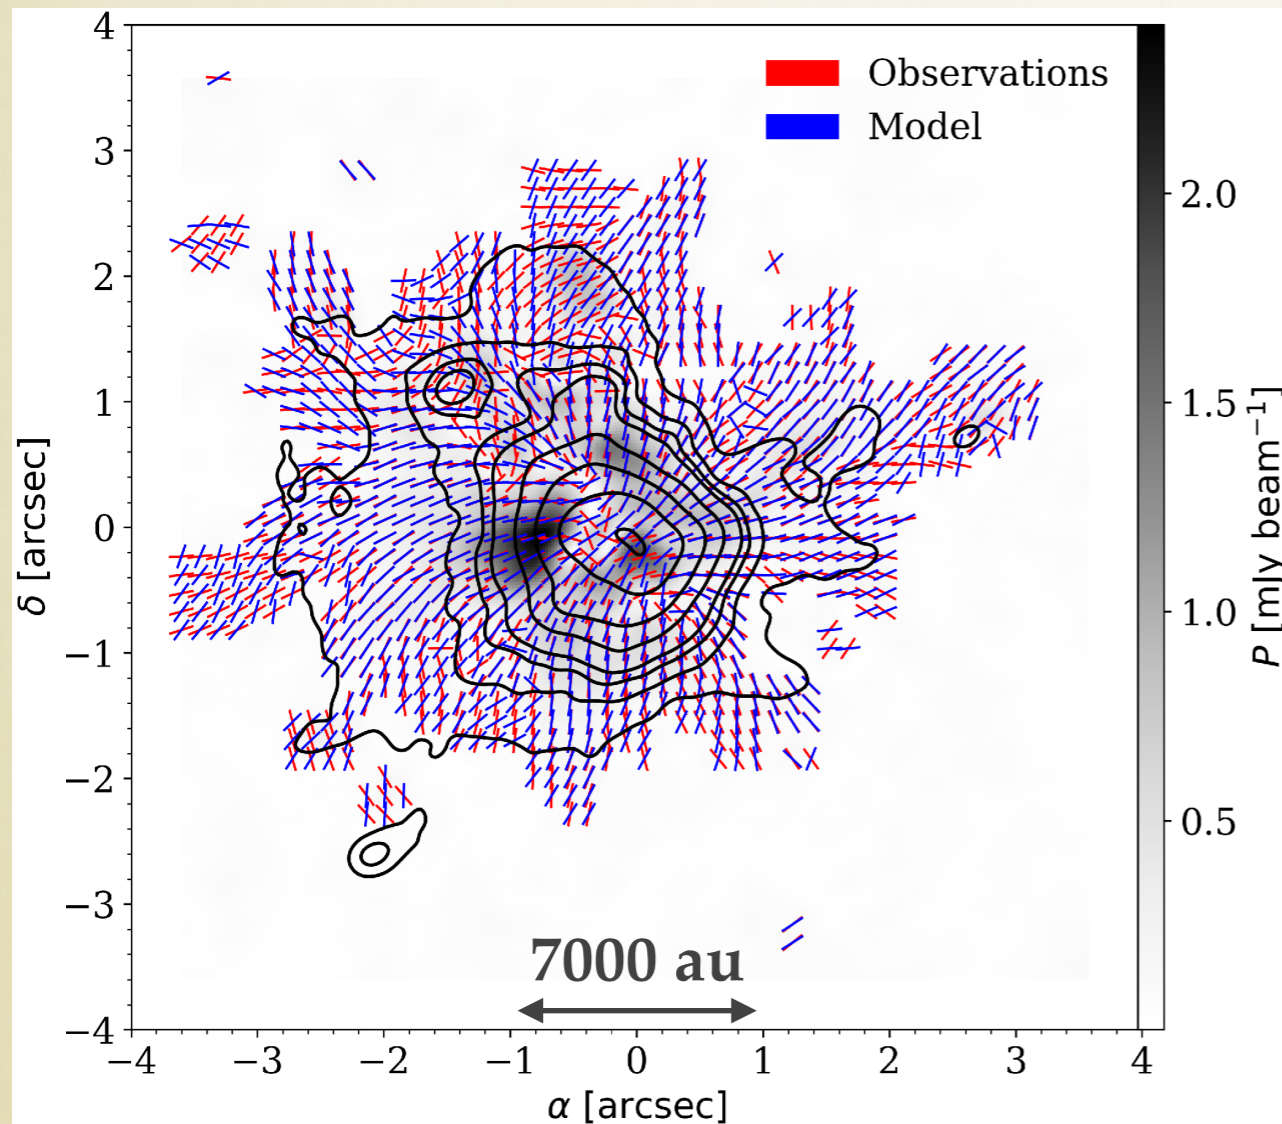 Observations
Model
4
3
2
1
0
−1
−2
−3
−4
δ [arcsec]
7000 au
−4 −3 −2 −1 0 1 2 3 4
α [arcsec]
2.0
1.5
1.0
0.5
P [mJy beam⁻¹]